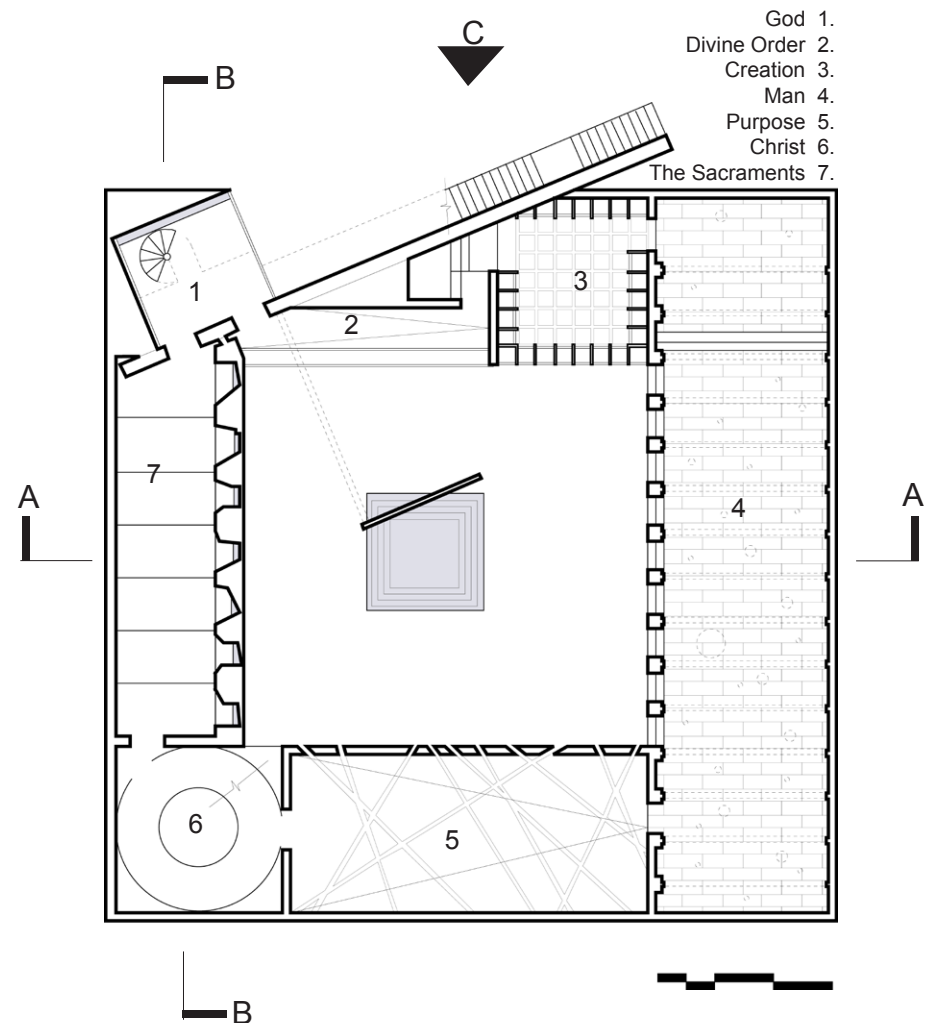 C
God 1.
Divine Order 2.
Creation 3.
Man 4.
Purpose 5.
Christ 6.
The Sacraments 7.
B
1
2
3
7
A
A
4
6
5
B